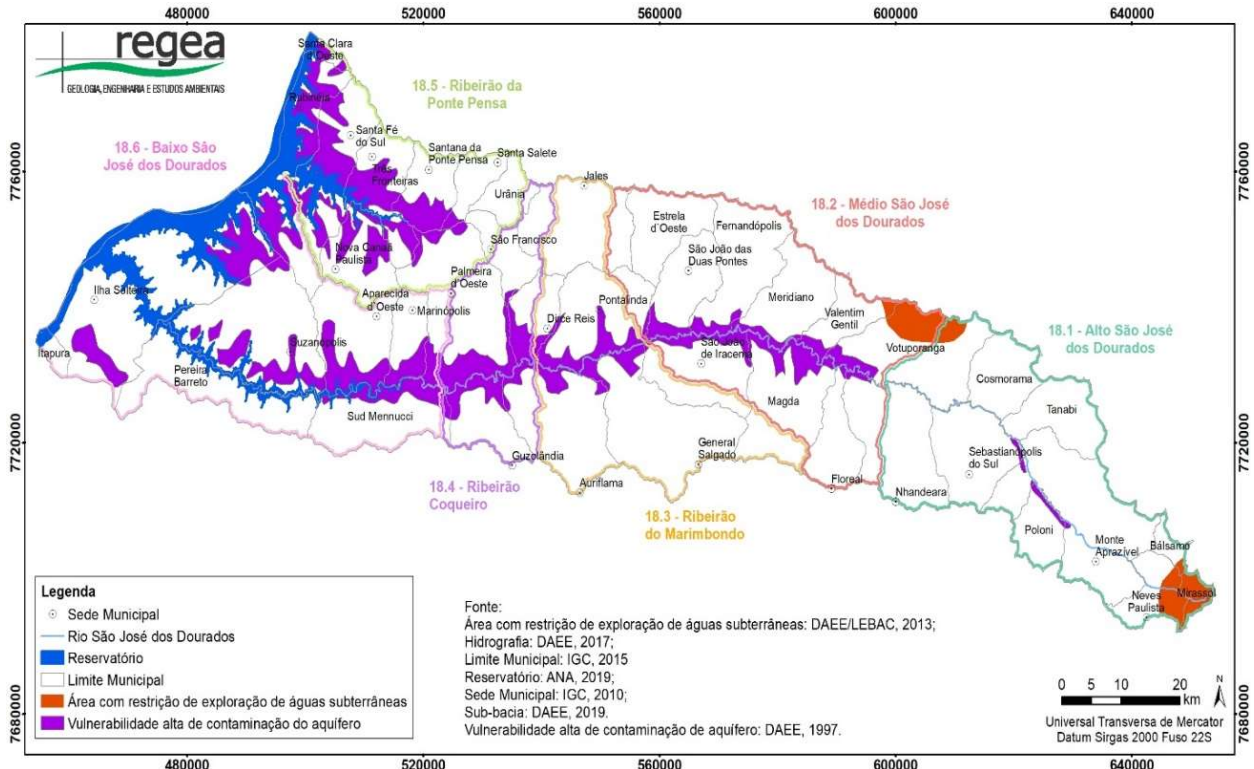 480000
520000
560000
600000
640000
regea
GEOLOGIA, ENGENHARIA E ESTUDOS AMBIENTAIS
Santa Clara
d'Oeste
Rubinéia
18.5 - Ribeirão da
Ponte Pensa
18.6 - Baixo São
José dos Dourados
Santa Fé
do Sul
Santana da
Ponte Pensa
Santa Salete
Três
Fronteiras
7760000
7760000
Jales
Urânia
18.2 - Médio São José
dos Dourados
Estrela
d'Oeste
Fernandópolis
São Francisco
São João das
Duas Pontes
Nova Canaã
Paulista
Palmeira
d'Oeste
Ilha Solteira
Aparecida
d'Oeste
Marinópolis
Pontalinda
Meridiano
Dirce Reis
Valentim
Gentil
18.1 - Alto São José
dos Dourados
Itapura
Suzanápolis
São João
de Iracema
Votuporanga
Pereira
Barreto
Cosmorama
Magda
Tanabi
Sud Mennucci
7720000
7720000
General
Salgado
Guzolândia
Sebastianópolis
do Sul
Auriflama
Floreal
Nhandeara
18.4 - Ribeirão
Coqueiro
18.3 - Ribeirão
do Marimbondo
Poloni
Monte
Aprazível
Bálsamo
Neves
Paulista
Mirassol
Legenda
Sede Municipal
Rio São José dos Dourados
Reservatório
Limite Municipal
Área com restrição de exploração de águas subterrâneas
Vulnerabilidade alta de contaminação do aquífero
Fonte:
Área com restrição de exploração de águas subterrâneas: DAEE/LEBAC, 2013;
Hidrografia: DAEE, 2017;
Limite Municipal: IGC, 2015
Reservatório: ANA, 2019;
Sede Municipal: IGC, 2010;
Sub-bacia: DAEE, 2019.
Vulnerabilidade alta de contaminação de aquífero: DAEE, 1997.
0 5 10 20
km
N
Universal Transversa de Mercator
Datum Sirgas 2000 Fuso 22S
7680000
7680000
480000
520000
560000
600000
640000